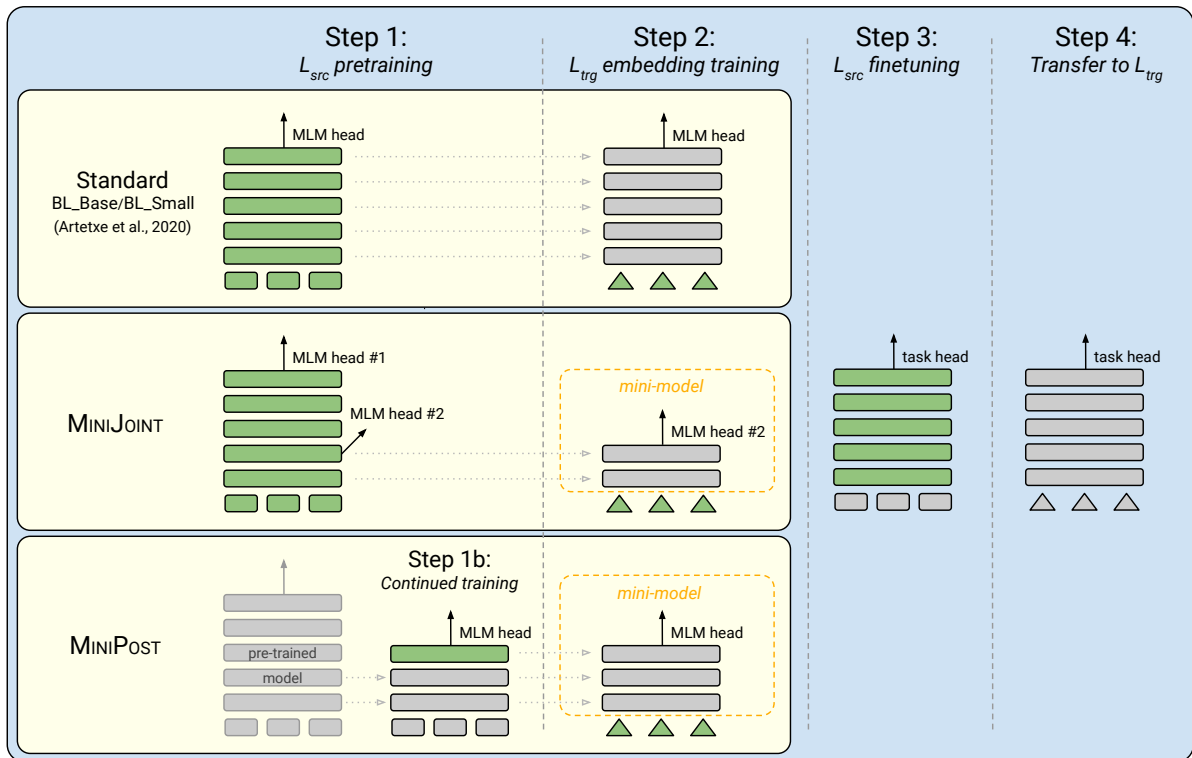 Step 1:
L_src pretraining
Step 2:
L_trg embedding training
Step 3:
L_src finetuning
Step 4:
Transfer to L_trg
Standard
BL_Base/BL_Small
(Artetxe et al., 2020)
MLM head
MLM head
MINIJOINT
MLM head #1
MLM head #2
mini-model
MLM head #2
task head
task head
MINIPOST
pre-trained
model
Step 1b:
Continued training
MLM head
mini-model
MLM head